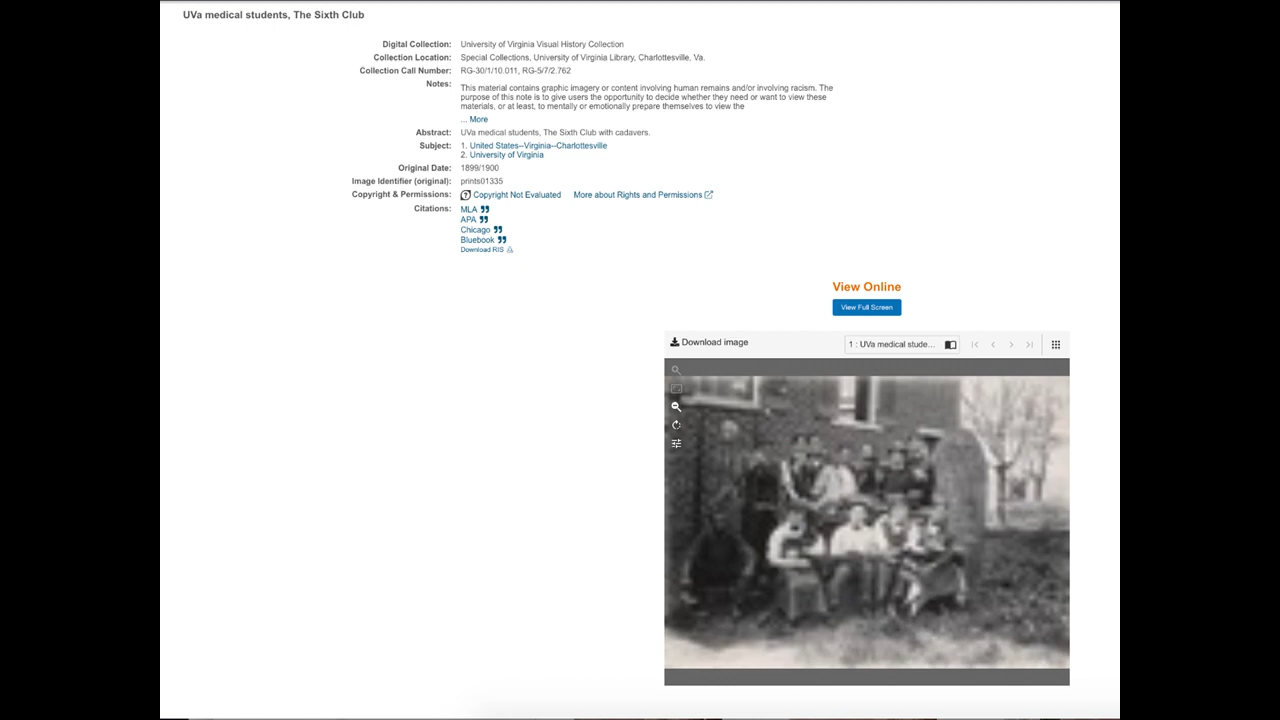 UVa medical students, The Sixth Club
Digital Collection: University of Virginia Visual History Collection
Collection Location: Special Collections, University of Virginia Library, Charlottesville, Va.
Collection Call Number: RG-30/1/10.011, RG-5/7/2.762
Notes: This material contains graphic imagery or content involving human remains and/or involving racism. The
purpose of this note is to give users the opportunity to decide whether they need or want to view these
materials, or at least, to mentally or emotionally prepare themselves to view the
... More
Abstract: UVa medical students, The Sixth Club with cadavers.
Subject: 1. United States--Virginia--Charlottesville
2. University of Virginia
Original Date: 1899/1900
Image Identifier (original): prints01335
Copyright & Permissions: Copyright Not Evaluated More about Rights and Permissions
Citations: MLA
APA
Chicago
Bluebook
Download RIS
View Online
View Full Screen
Download image 1 : UVa medical stude...